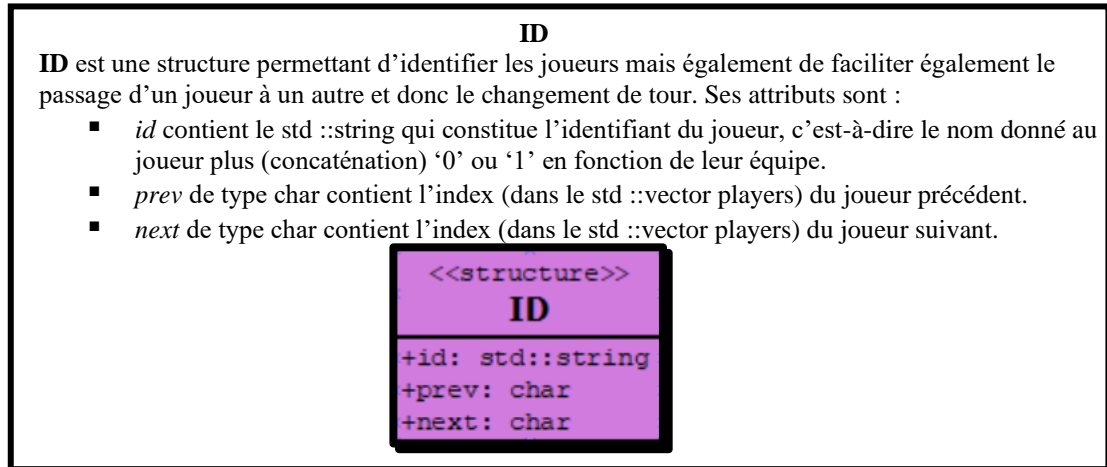 ID
ID est une structure permettant d’identifier les joueurs mais également de faciliter également le
passage d’un joueur à un autre et donc le changement de tour. Ses attributs sont :
▪ id contient le std ::string qui constitue l’identifiant du joueur, c’est-à-dire le nom donné au
joueur plus (concaténation) ‘0’ ou ‘1’ en fonction de leur équipe.
▪ prev de type char contient l’index (dans le std ::vector players) du joueur précédent.
▪ next de type char contient l’index (dans le std ::vector players) du joueur suivant.
<<structure>>
ID
+id: std::string
+prev: char
+next: char